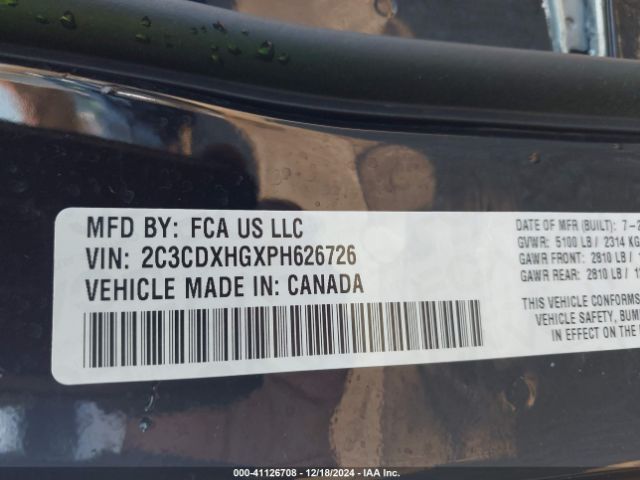 MFD BY: FCA US LLC
VIN: 2C3CDXHGXPH626726
VEHICLE MADE IN: CANADA
DATE OF MFR (BUILT): 7-2
GVWR: 5100 LB / 2314 KG
GAWR FRONT: 2810 LB / 1
GAWR REAR: 2810 LB / 1
THIS VEHICLE CONFORMS
VEHICLE SAFETY, BUM
IN EFFECT ON THE
000-41126708 - 12/18/2024 - IAA Inc.